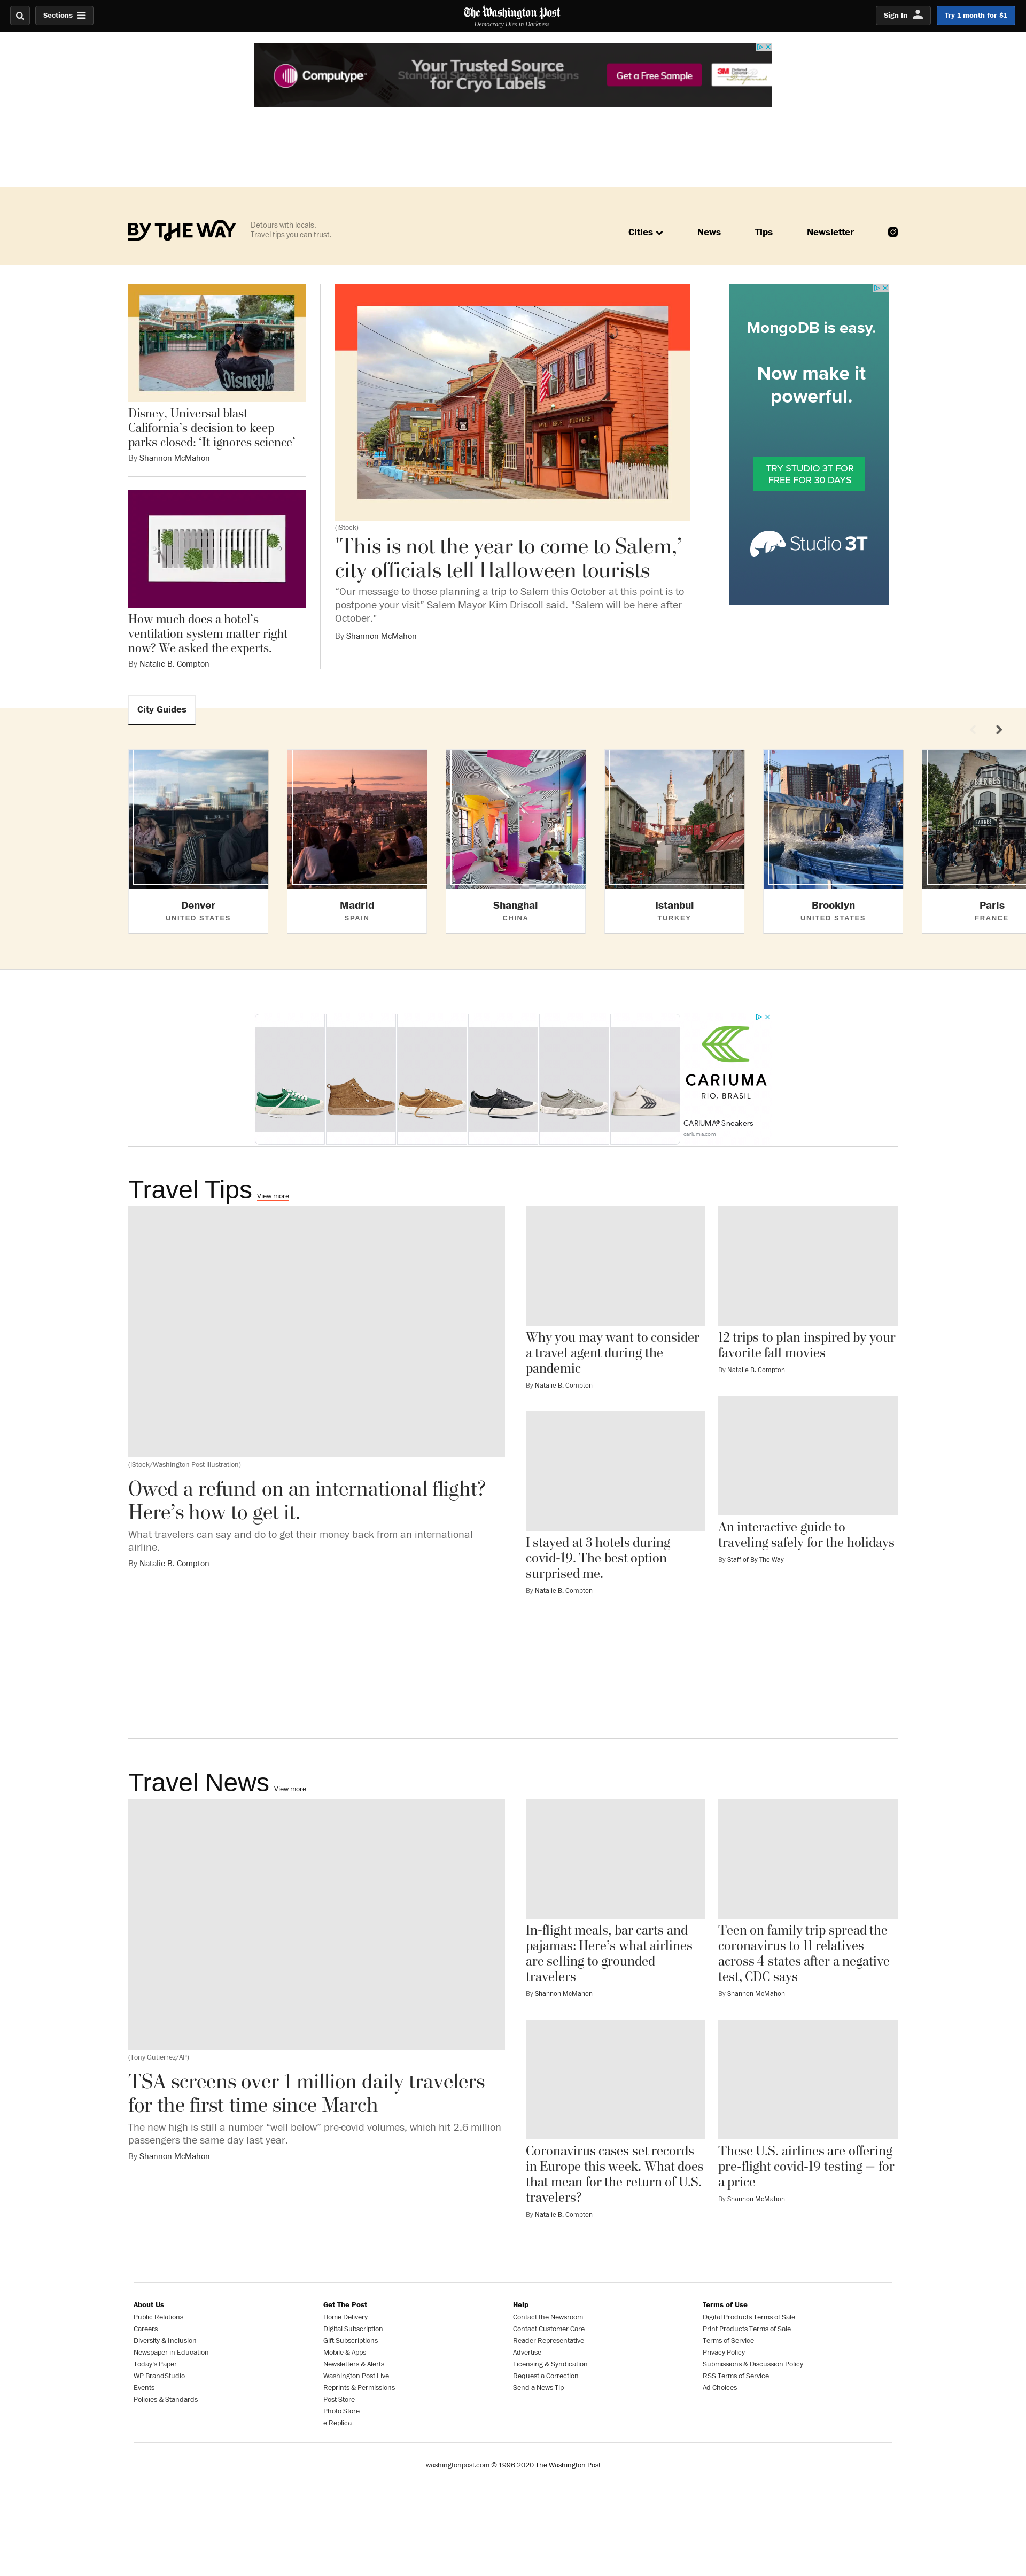 Sections
The Washington Post
Democracy Dies in Darkness
Sign In
Try 1 month for $1
Computype™
Your Trusted Source
for Cryo Labels
Standard Sizes & Bespoke Designs
Get a Free Sample
3M
BY THE WAY
Detours with locals.
Travel tips you can trust.
Cities
News
Tips
Newsletter
Disneyland
Disney, Universal blast
California’s decision to keep
parks closed: ‘It ignores science’
By Shannon McMahon
How much does a hotel’s
ventilation system matter right
now? We asked the experts.
By Natalie B. Compton
(iStock)
'This is not the year to come to Salem,’
city officials tell Halloween tourists
“Our message to those planning a trip to Salem this October at this point is to
postpone your visit” Salem Mayor Kim Driscoll said. "Salem will be here after
October."
By Shannon McMahon
MongoDB is easy.
Now make it
powerful.
TRY STUDIO 3T FOR
FREE FOR 30 DAYS
Studio 3T
City Guides
Denver
UNITED STATES
Madrid
SPAIN
Shanghai
CHINA
Istanbul
TURKEY
Brooklyn
UNITED STATES
Paris
FRANCE
CARIUMA
RIO, BRASIL
CARIUMA® Sneakers
cariuma.com
Travel Tips View more
(iStock/Washington Post illustration)
Owed a refund on an international flight?
Here’s how to get it.
What travelers can say and do to get their money back from an international
airline.
By Natalie B. Compton
Why you may want to consider
a travel agent during the
pandemic
By Natalie B. Compton
I stayed at 3 hotels during
covid-19. The best option
surprised me.
By Natalie B. Compton
12 trips to plan inspired by your
favorite fall movies
By Natalie B. Compton
An interactive guide to
traveling safely for the holidays
By Staff of By The Way
Travel News View more
(Tony Gutierrez/AP)
TSA screens over 1 million daily travelers
for the first time since March
The new high is still a number “well below” pre-covid volumes, which hit 2.6 million
passengers the same day last year.
By Shannon McMahon
In-flight meals, bar carts and
pajamas: Here’s what airlines
are selling to grounded
travelers
By Shannon McMahon
Coronavirus cases set records
in Europe this week. What does
that mean for the return of U.S.
travelers?
By Natalie B. Compton
Teen on family trip spread the
coronavirus to 11 relatives
across 4 states after a negative
test, CDC says
By Shannon McMahon
These U.S. airlines are offering
pre-flight covid-19 testing — for
a price
By Shannon McMahon
About Us
Public Relations
Careers
Diversity & Inclusion
Newspaper in Education
Today's Paper
WP BrandStudio
Events
Policies & Standards
Get The Post
Home Delivery
Digital Subscription
Gift Subscriptions
Mobile & Apps
Newsletters & Alerts
Washington Post Live
Reprints & Permissions
Post Store
Photo Store
e-Replica
Help
Contact the Newsroom
Contact Customer Care
Reader Representative
Advertise
Licensing & Syndication
Request a Correction
Send a News Tip
Terms of Use
Digital Products Terms of Sale
Print Products Terms of Sale
Terms of Service
Privacy Policy
Submissions & Discussion Policy
RSS Terms of Service
Ad Choices
washingtonpost.com © 1996-2020 The Washington Post